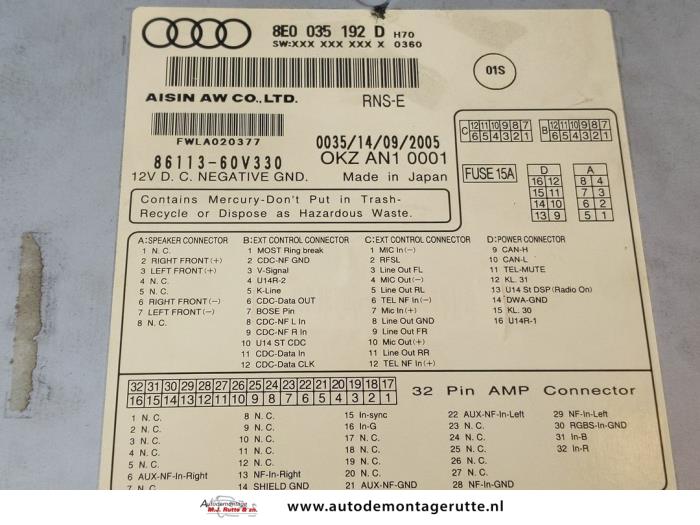 8E0 035 192 D H70
SW:XXX XXX XXX X 0360
01S
AISIN AW CO.,LTD. RNS-E
FWLA020377
0035/14/09/2005
86113-60V330 OKZ AN1 0001
12V D. C. NEGATIVE GND. Made in Japan
Contains Mercury-Don't Put in Trash-
Recycle or Dispose as Hazardous Waste.
C 12 11 10 9 8 7
6 5 4 3 2 1
B 12 11 10 9 8 7
6 5 4 3 2 1
FUSE 15A
D A
16 12 8 4
15 11 7 3
14 10 6 2
13 9 5 1
A:SPEAKER CONNECTOR
1 N. C.
2 RIGHT FRONT(+)
3 LEFT FRONT(+)
4 N. C.
5 N. C.
6 RIGHT FRONT(−)
7 LEFT FRONT(−)
8 N. C.
B:EXT CONTROL CONNECTOR
1 MOST Ring break
2 CDC-NF GND
3 V-Signal
4 U14R-2
5 K-Line
6 CDC-Data OUT
7 BOSE Pin
8 CDC-NF L In
9 CDC-NF R In
10 U14 ST CDC
11 CDC-Data In
12 CDC-Data CLK
C:EXT CONTROL CONNECTOR
1 MIC In(−)
2 RFSL
3 Line Out FL
4 MIC Out(−)
5 Line Out RL
6 TEL NF In(−)
7 Mic In(+)
8 Line Out GND
9 Line Out FR
10 Mic Out(+)
11 Line Out RR
12 TEL NF In(+)
D:POWER CONNECTOR
9 CAN-H
10 CAN-L
11 TEL-MUTE
12 KL. 31
13 U14 St DSP(Radio On)
14 DWA-GND
15 KL. 30
16 U14R-1
32 31 30 29 28 27 26 25 24 23 22 21 20 19 18 17
16 15 14 13 12 11 10 9 8 7 6 5 4 3 2 1
32 Pin AMP Connector
1 N. C.
2 N. C.
3 N. C.
4 N. C.
5 N. C.
6 AUX-NF-In-Right
7 N. C.
8 N. C.
9 N. C.
10 N. C.
11 N. C.
12 N. C.
13 NF-In-Right
14 SHIELD GND
15 In-sync
16 In-G
17 N. C.
18 N. C.
19 N. C.
20 N. C.
21 AUX-NF-GND
22 AUX-NF-In-Left
23 N. C.
24 N. C.
25 N. C.
26 N. C.
27 N. C.
28 NF-In-GND
29 NF-In-Left
30 RGBS-In-GND
31 In-B
32 In-R
Autodemontage
M.J. Rutte & zn.
www.autodemontagerutte.nl